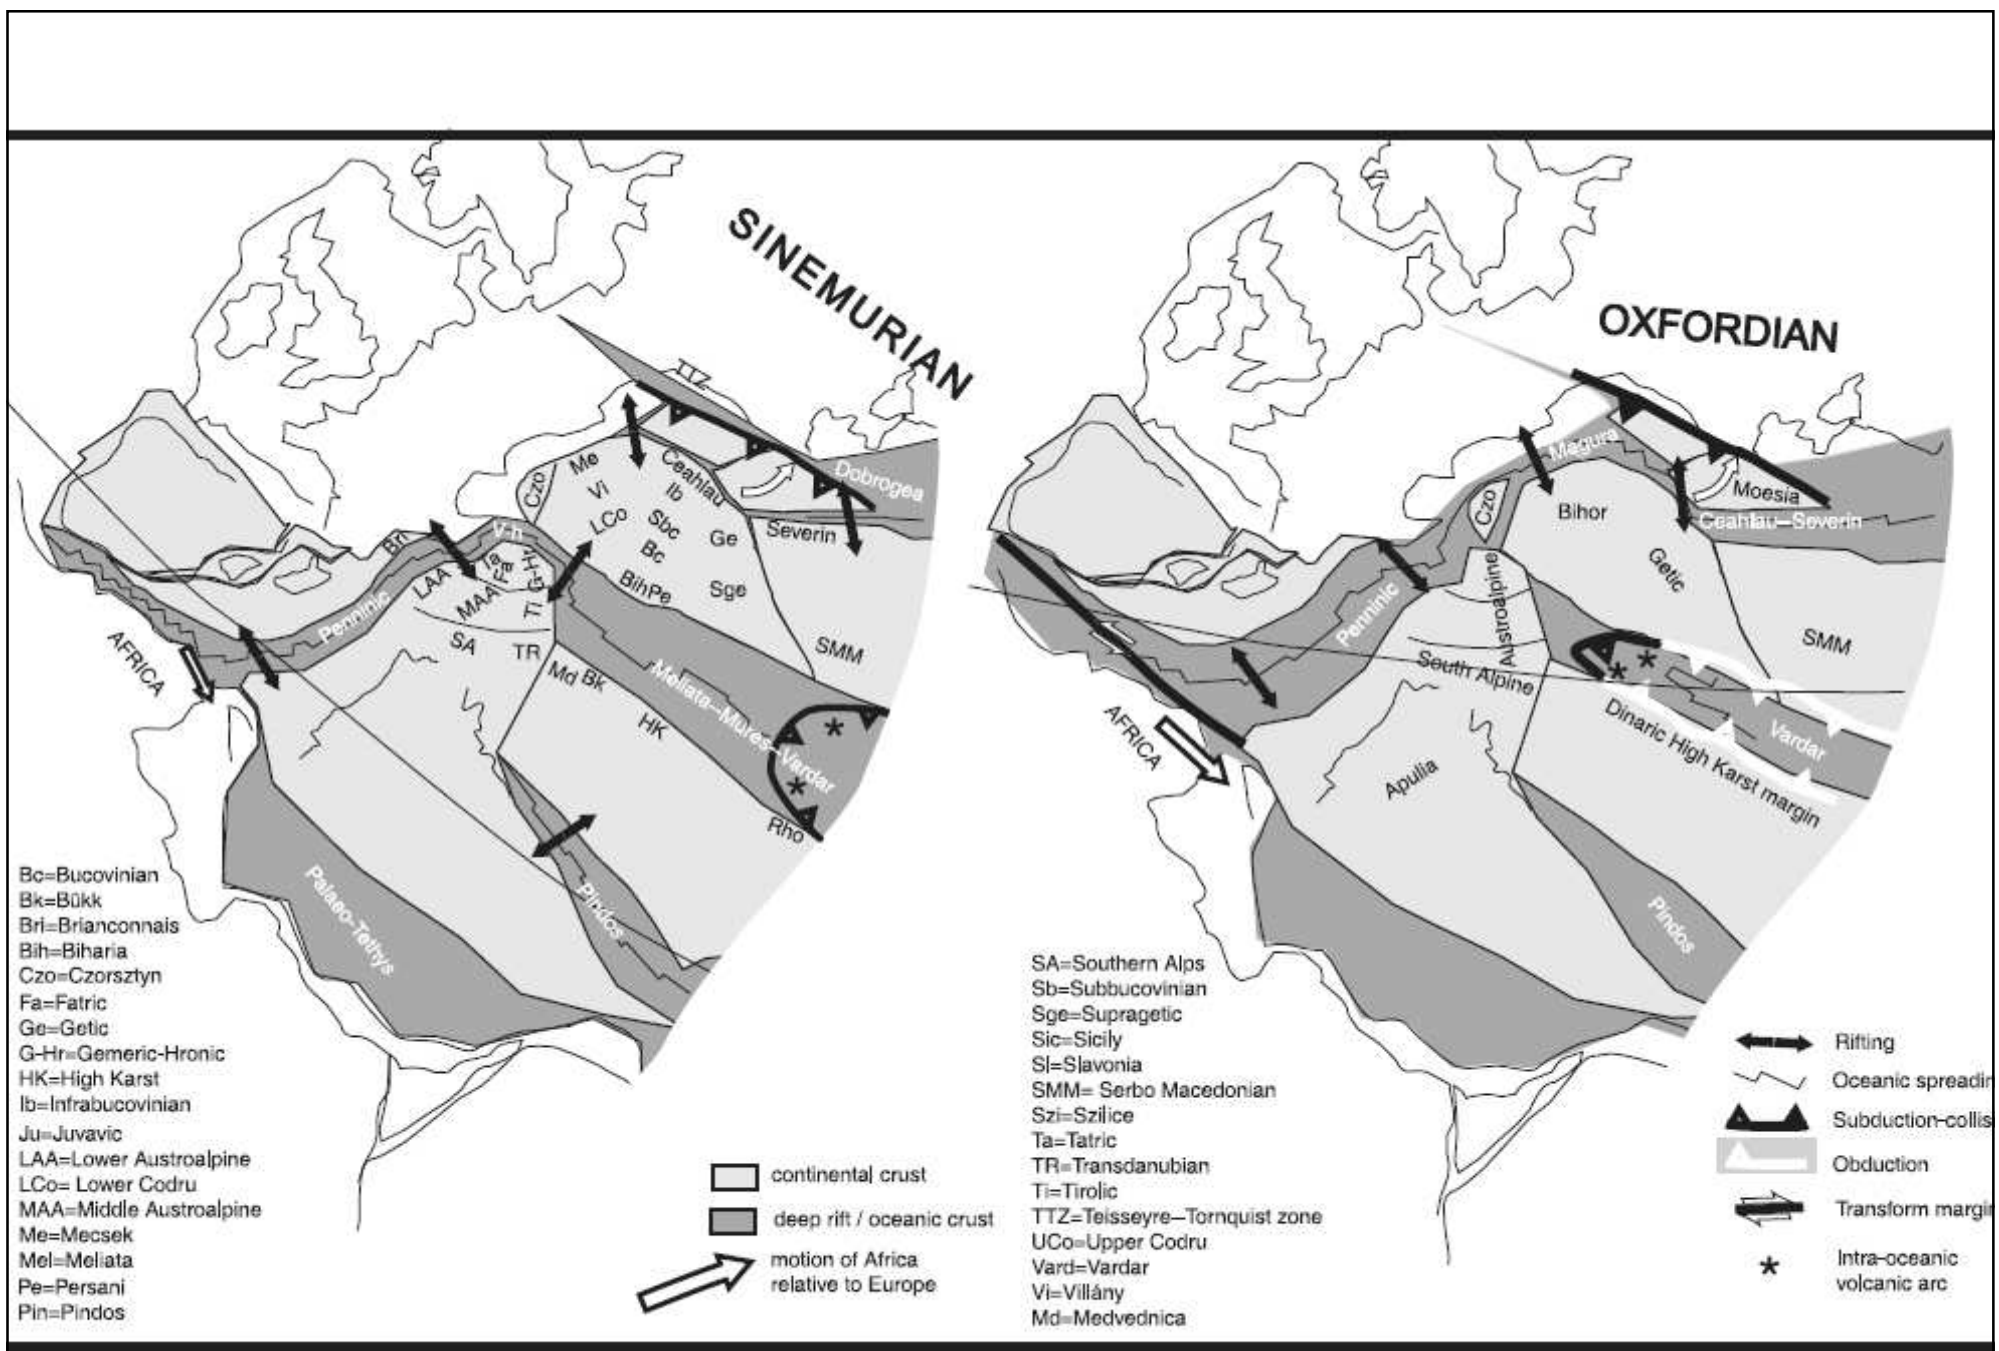 SINEMURIAN
TTZ
Me
Vi
LCo
Czo
Ceahlau
Ib
Sbc
Bc
Ge
Sge
BihPe
Dobrogea
Severin
SMM
Bri
V-n
Ta
Fa
G-Hr
Ti
LAA
MAA
SA
TR
Penninic
AFRICA
Md
Bk
HK
Meliata–Mures–Vardar
*
*
Rho
Pindos
Palaeo-Tethys
Bc=Bucovinian
Bk=Bükk
Bri=Brianconnais
Bih=Biharia
Czo=Czorsztyn
Fa=Fatric
Ge=Getic
G-Hr=Gemeric-Hronic
HK=High Karst
Ib=Infrabucovinian
Ju=Juvavic
LAA=Lower Austroalpine
LCo= Lower Codru
MAA=Middle Austroalpine
Me=Mecsek
Mel=Meliata
Pe=Persani
Pin=Pindos
continental crust
deep rift / oceanic crust
motion of Africa
relative to Europe
OXFORDIAN
Magura
Czo
Bihor
Moesia
Ceahlau–Severin
Getic
SMM
Penninic
Austroalpine
South Alpine
*
*
AFRICA
Apulia
Dinaric High Karst margin
Vardar
Pindos
SA=Southern Alps
Sb=Subbucovinian
Sge=Supragetic
Sic=Sicily
Sl=Slavonia
SMM= Serbo Macedonian
Szi=Szilice
Ta=Tatric
TR=Transdanubian
Ti=Tirolic
TTZ=Teisseyre–Tornquist zone
UCo=Upper Codru
Vard=Vardar
Vi=Villány
Md=Medvednica
Rifting
Oceanic spreadin
Subduction-collis
Obduction
Transform margi
* Intra-oceanic
volcanic arc